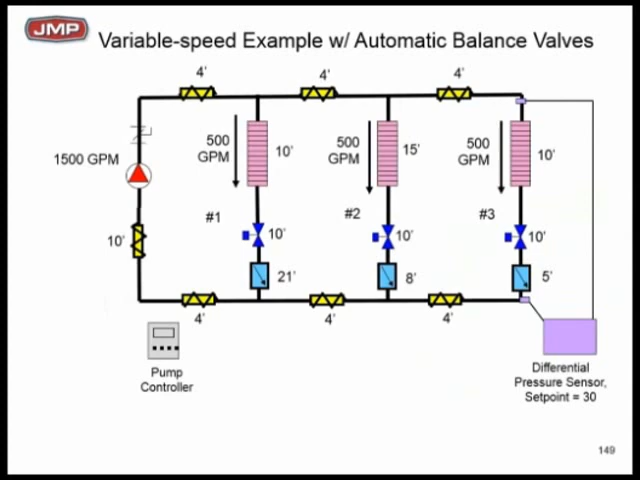 JMP
Variable-speed Example w/ Automatic Balance Valves
4'
4'
4'
1500 GPM
500
GPM
10'
500
GPM
15'
500
GPM
10'
#1
#2
#3
10'
10'
10'
10'
21'
8'
5'
4'
4'
4'
Pump
Controller
Differential
Pressure Sensor,
Setpoint = 30
149